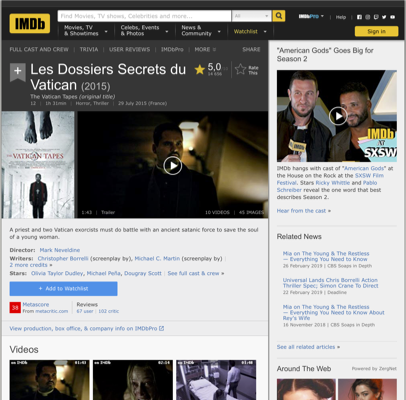 IMDb
Find Movies, TV shows, Celebrities and more...
All
IMDbPro
Help
Movies, TV
& Showtimes
Celebs, Events
& Photos
News &
Community
Watchlist
Sign in
FULL CAST AND CREW | TRIVIA | USER REVIEWS | IMDbPro | MORE
SHARE
Les Dossiers Secrets du
Vatican (2015)
The Vatican Tapes (original title)
12 | 1h 31min | Horror, Thriller | 29 July 2015 (France)
5,0
Rate
This
THE VATICAN TAPES
1:43 | Trailer
10 VIDEOS | 45 IMAGES
A priest and two Vatican exorcists must do battle with an ancient satanic force to save the soul
of a young woman.
Director: Mark Neveldine
Writers: Christopher Borrelli (screenplay by), Michael C. Martin (screenplay by) |
2 more credits »
Stars: Olivia Taylor Dudley, Michael Peña, Dougray Scott | See full cast & crew »
+ Add to Watchlist
38
Metascore
From metacritic.com
Reviews
67 user | 102 critic
View production, box office, & company info on IMDbPro
Videos
"American Gods" Goes Big for
Season 2
IMDb
AT
SXSW
IMDb hangs with cast of "American Gods" at
the House on the Rock at the SXSW Film
Festival. Stars Ricky Whittle and Pablo
Schreiber reveal the one word that best
describes Season 2.
Hear from the cast »
Related News
Mia on The Young & The Restless
— Everything You Need to Know
26 February 2019 | CBS Soaps in Depth
Universal Lands Chris Borrelli Action
Thriller Spec; Simon Crane To Direct
22 February 2019 | Deadline
Mia on The Young & The Restless
— Everything You Need to Know About
Rey's Wife
16 November 2018 | CBS Soaps in Depth
See all related articles »
Around The Web
Powered by ZergNet